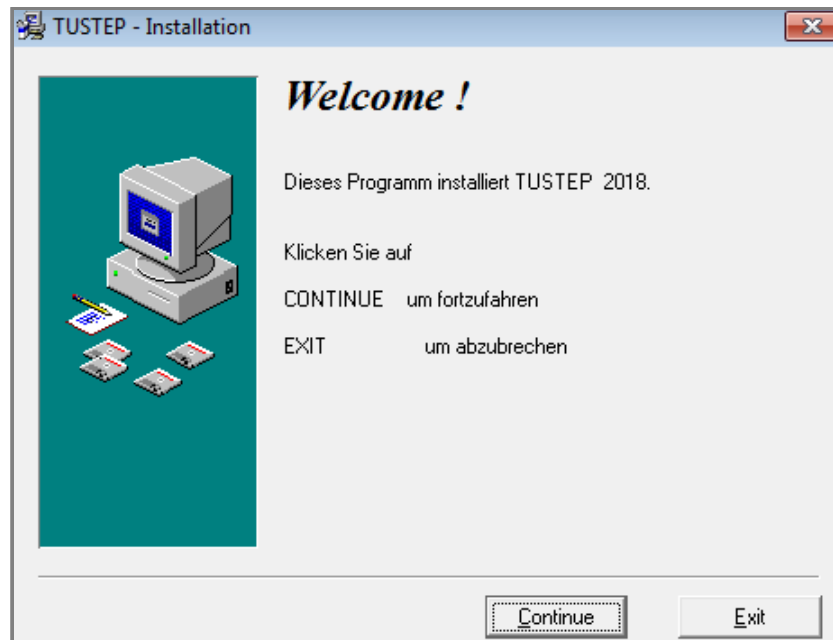 TUSTEP - Installation
Welcome !
Dieses Programm installiert TUSTEP 2018.
Klicken Sie auf
CONTINUE um fortzufahren
EXIT um abzubrechen
Continue Exit